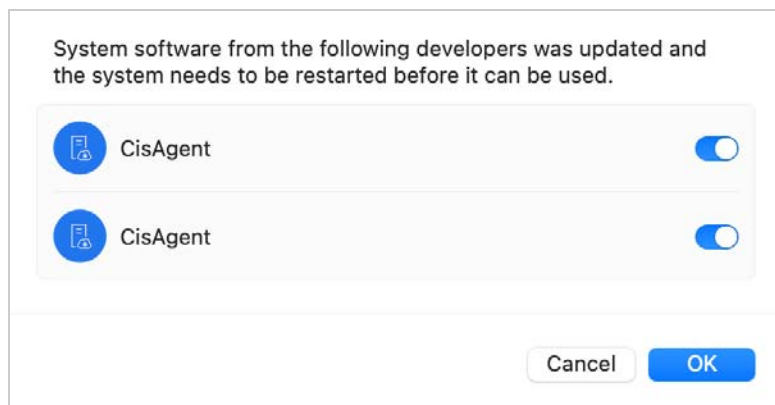 System software from the following developers was updated and
the system needs to be restarted before it can be used.
CisAgent
CisAgent
Cancel
OK